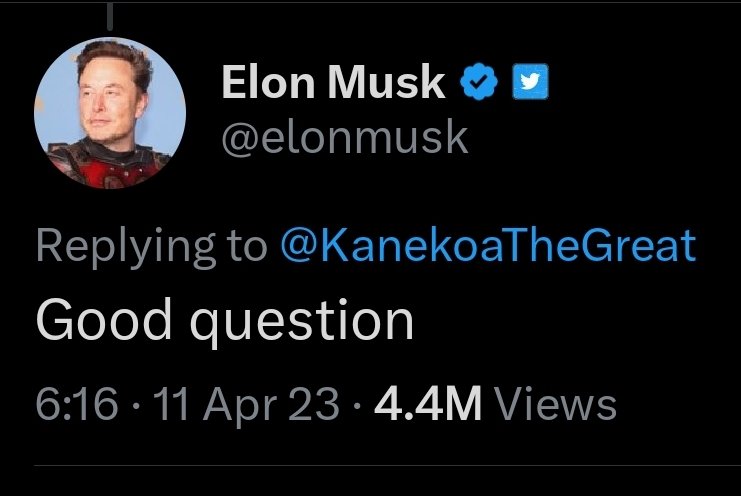 Elon Musk
@elonmusk
Replying to @KanekoaTheGreat
Good question
6:16 · 11 Apr 23 · 4.4M Views